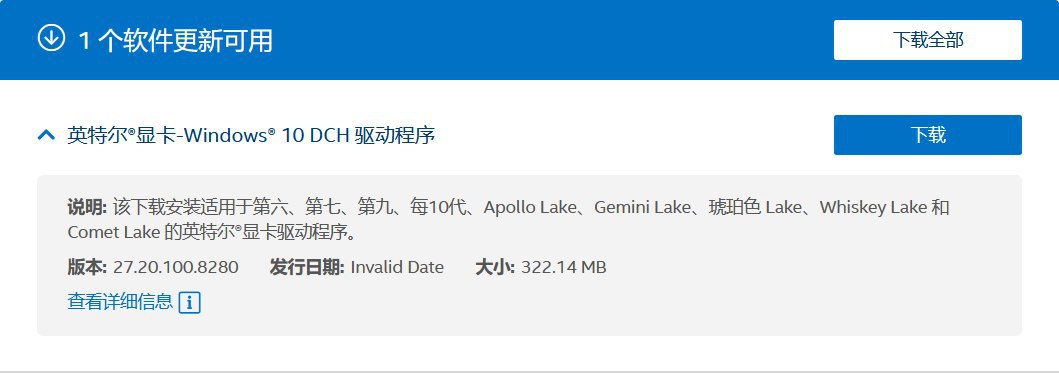 1 个软件更新可用
下载全部
英特尔®显卡-Windows® 10 DCH 驱动程序
下载
说明: 该下载安装适用于第六、第七、第九、每10代、Apollo Lake、Gemini Lake、琥珀色 Lake、Whiskey Lake 和
Comet Lake 的英特尔®显卡驱动程序。
版本: 27.20.100.8280 发行日期: Invalid Date 大小: 322.14 MB
查看详细信息